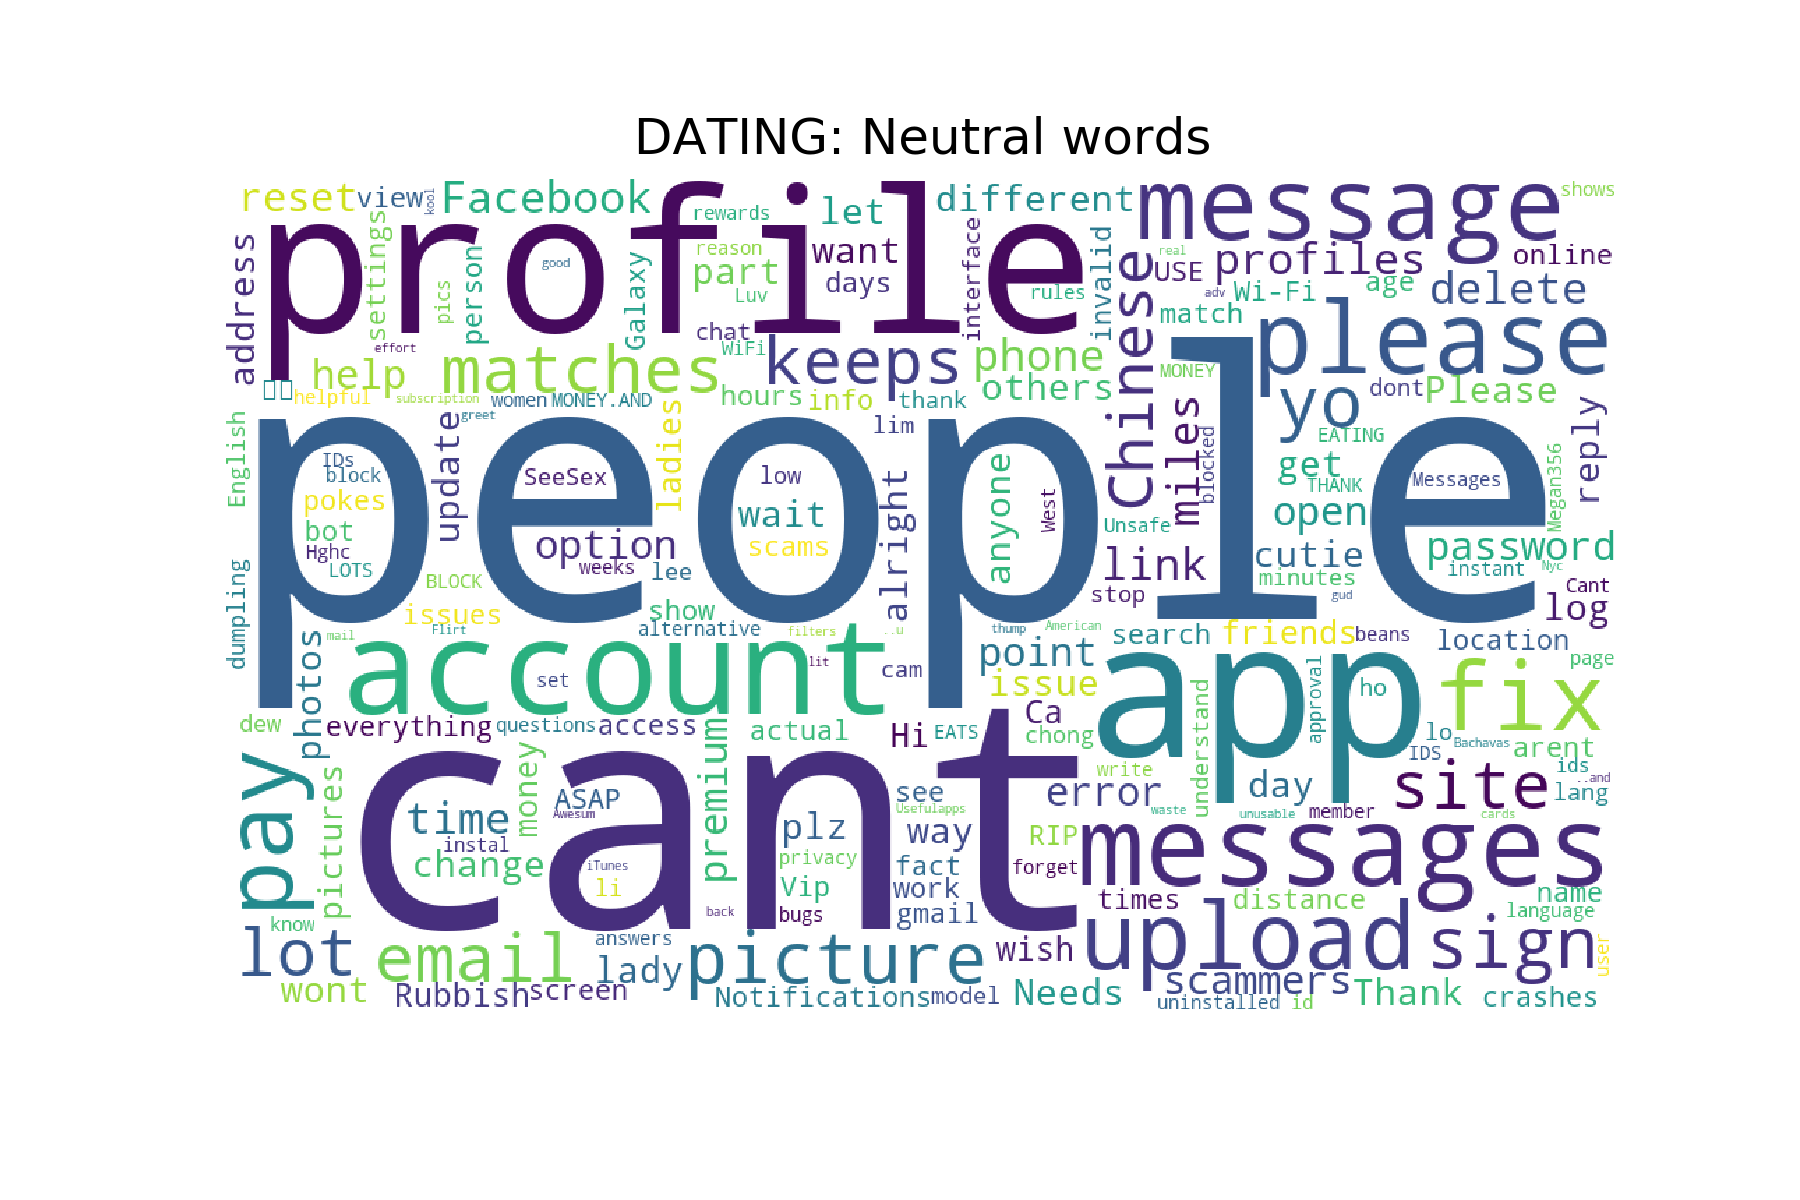 DATING: Neutral words
reset
view
kool
Facebook
profile
rewards
let
different
message
shows
address
settings
pics
person
good
Galaxy
reason
part
Luv
want
days
interface
rules
invalid
Chinese
real
USE
profiles
online
adv
Wi-Fi
age
delete
match
please
effort
chat
WiFi
keeps
phone
others
MONEY
yo
dont
Please
help
matches
helpful
subscription
women
MONEY.AND
hours
info
thank
English
greet
update
ladies
lim
people
miles
blocked
EATING
get
THANK
Messages
Megan356
reply
IDs
block
pokes
bot
Hghc
LOTS
SeeSex
low
wait
scams
alright
anyone
West
Unsafe
open
cutie
password
instant
Nyc
option
weeks
lee
BLOCK
issues
show
link
stop
minutes
gud
Cant
log
dumpling
photos
mail
Flirt
alternative
filters
..u
thump
American
search
friends
beans
location
account
set
lit
cam
point
issue
app
approval
ho
fix
page
dew
everything
questions
access
actual
Hi
EATS
Ca
chong
understand
lo
IDS
Bachavas
arent
ids
..and
pay
pictures
money
premium
cant
write
error
day
site
lang
time
ASAP
Awesum
instal
change
iTunes
li
plz
privacy
Vip
bugs
back
see
Usefulapps
way
fact
work
gmail
RIP
forget
waste
unusable
member
cards
messages
times
distance
name
language
know
lot
email
answers
lady
picture
wish
upload
sign
user
wont
Rubbish
screen
Notifications
model
Needs
scammers
uninstalled
id
Thank
crashes